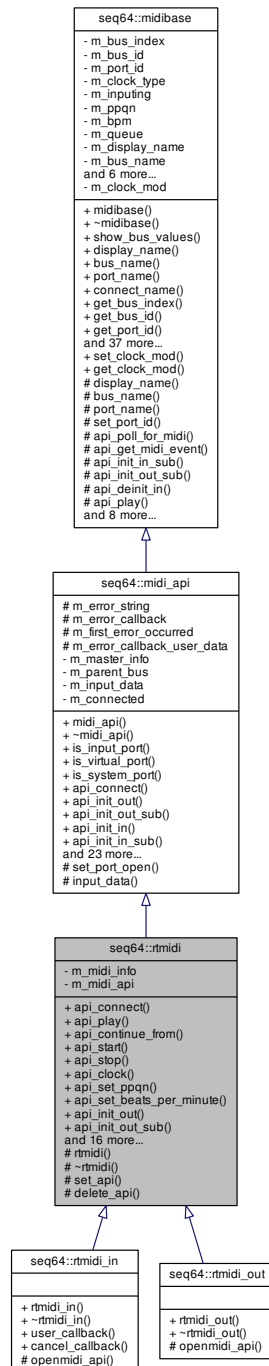 seq64::midibase
- m_bus_index
- m_bus_id
- m_port_id
- m_clock_type
- m_inputing
- m_ppqn
- m_bpm
- m_queue
- m_display_name
- m_bus_name
and 6 more...
- m_clock_mod
+ midibase()
+ ~midibase()
+ show_bus_values()
+ display_name()
+ bus_name()
+ port_name()
+ connect_name()
+ get_bus_index()
+ get_bus_id()
+ get_port_id()
and 37 more...
+ set_clock_mod()
+ get_clock_mod()
# display_name()
# bus_name()
# port_name()
# set_port_id()
# api_poll_for_midi()
# api_get_midi_event()
# api_init_in_sub()
# api_init_out_sub()
# api_deinit_in()
# api_play()
and 8 more...
seq64::midi_api
# m_error_string
# m_error_callback
# m_first_error_occurred
# m_error_callback_user_data
- m_master_info
- m_parent_bus
- m_input_data
- m_connected
+ midi_api()
+ ~midi_api()
+ is_input_port()
+ is_virtual_port()
+ is_system_port()
+ api_connect()
+ api_init_out()
+ api_init_out_sub()
+ api_init_in()
+ api_init_in_sub()
and 23 more...
# set_port_open()
# input_data()
seq64::rtmidi
- m_midi_info
- m_midi_api
+ api_connect()
+ api_play()
+ api_continue_from()
+ api_start()
+ api_stop()
+ api_clock()
+ api_set_ppqn()
+ api_set_beats_per_minute()
+ api_init_out()
+ api_init_out_sub()
and 16 more...
# rtmidi()
# ~rtmidi()
# set_api()
# delete_api()
seq64::rtmidi_in
+ rtmidi_in()
+ ~rtmidi_in()
+ user_callback()
+ cancel_callback()
# openmidi_api()
seq64::rtmidi_out
+ rtmidi_out()
+ ~rtmidi_out()
# openmidi_api()